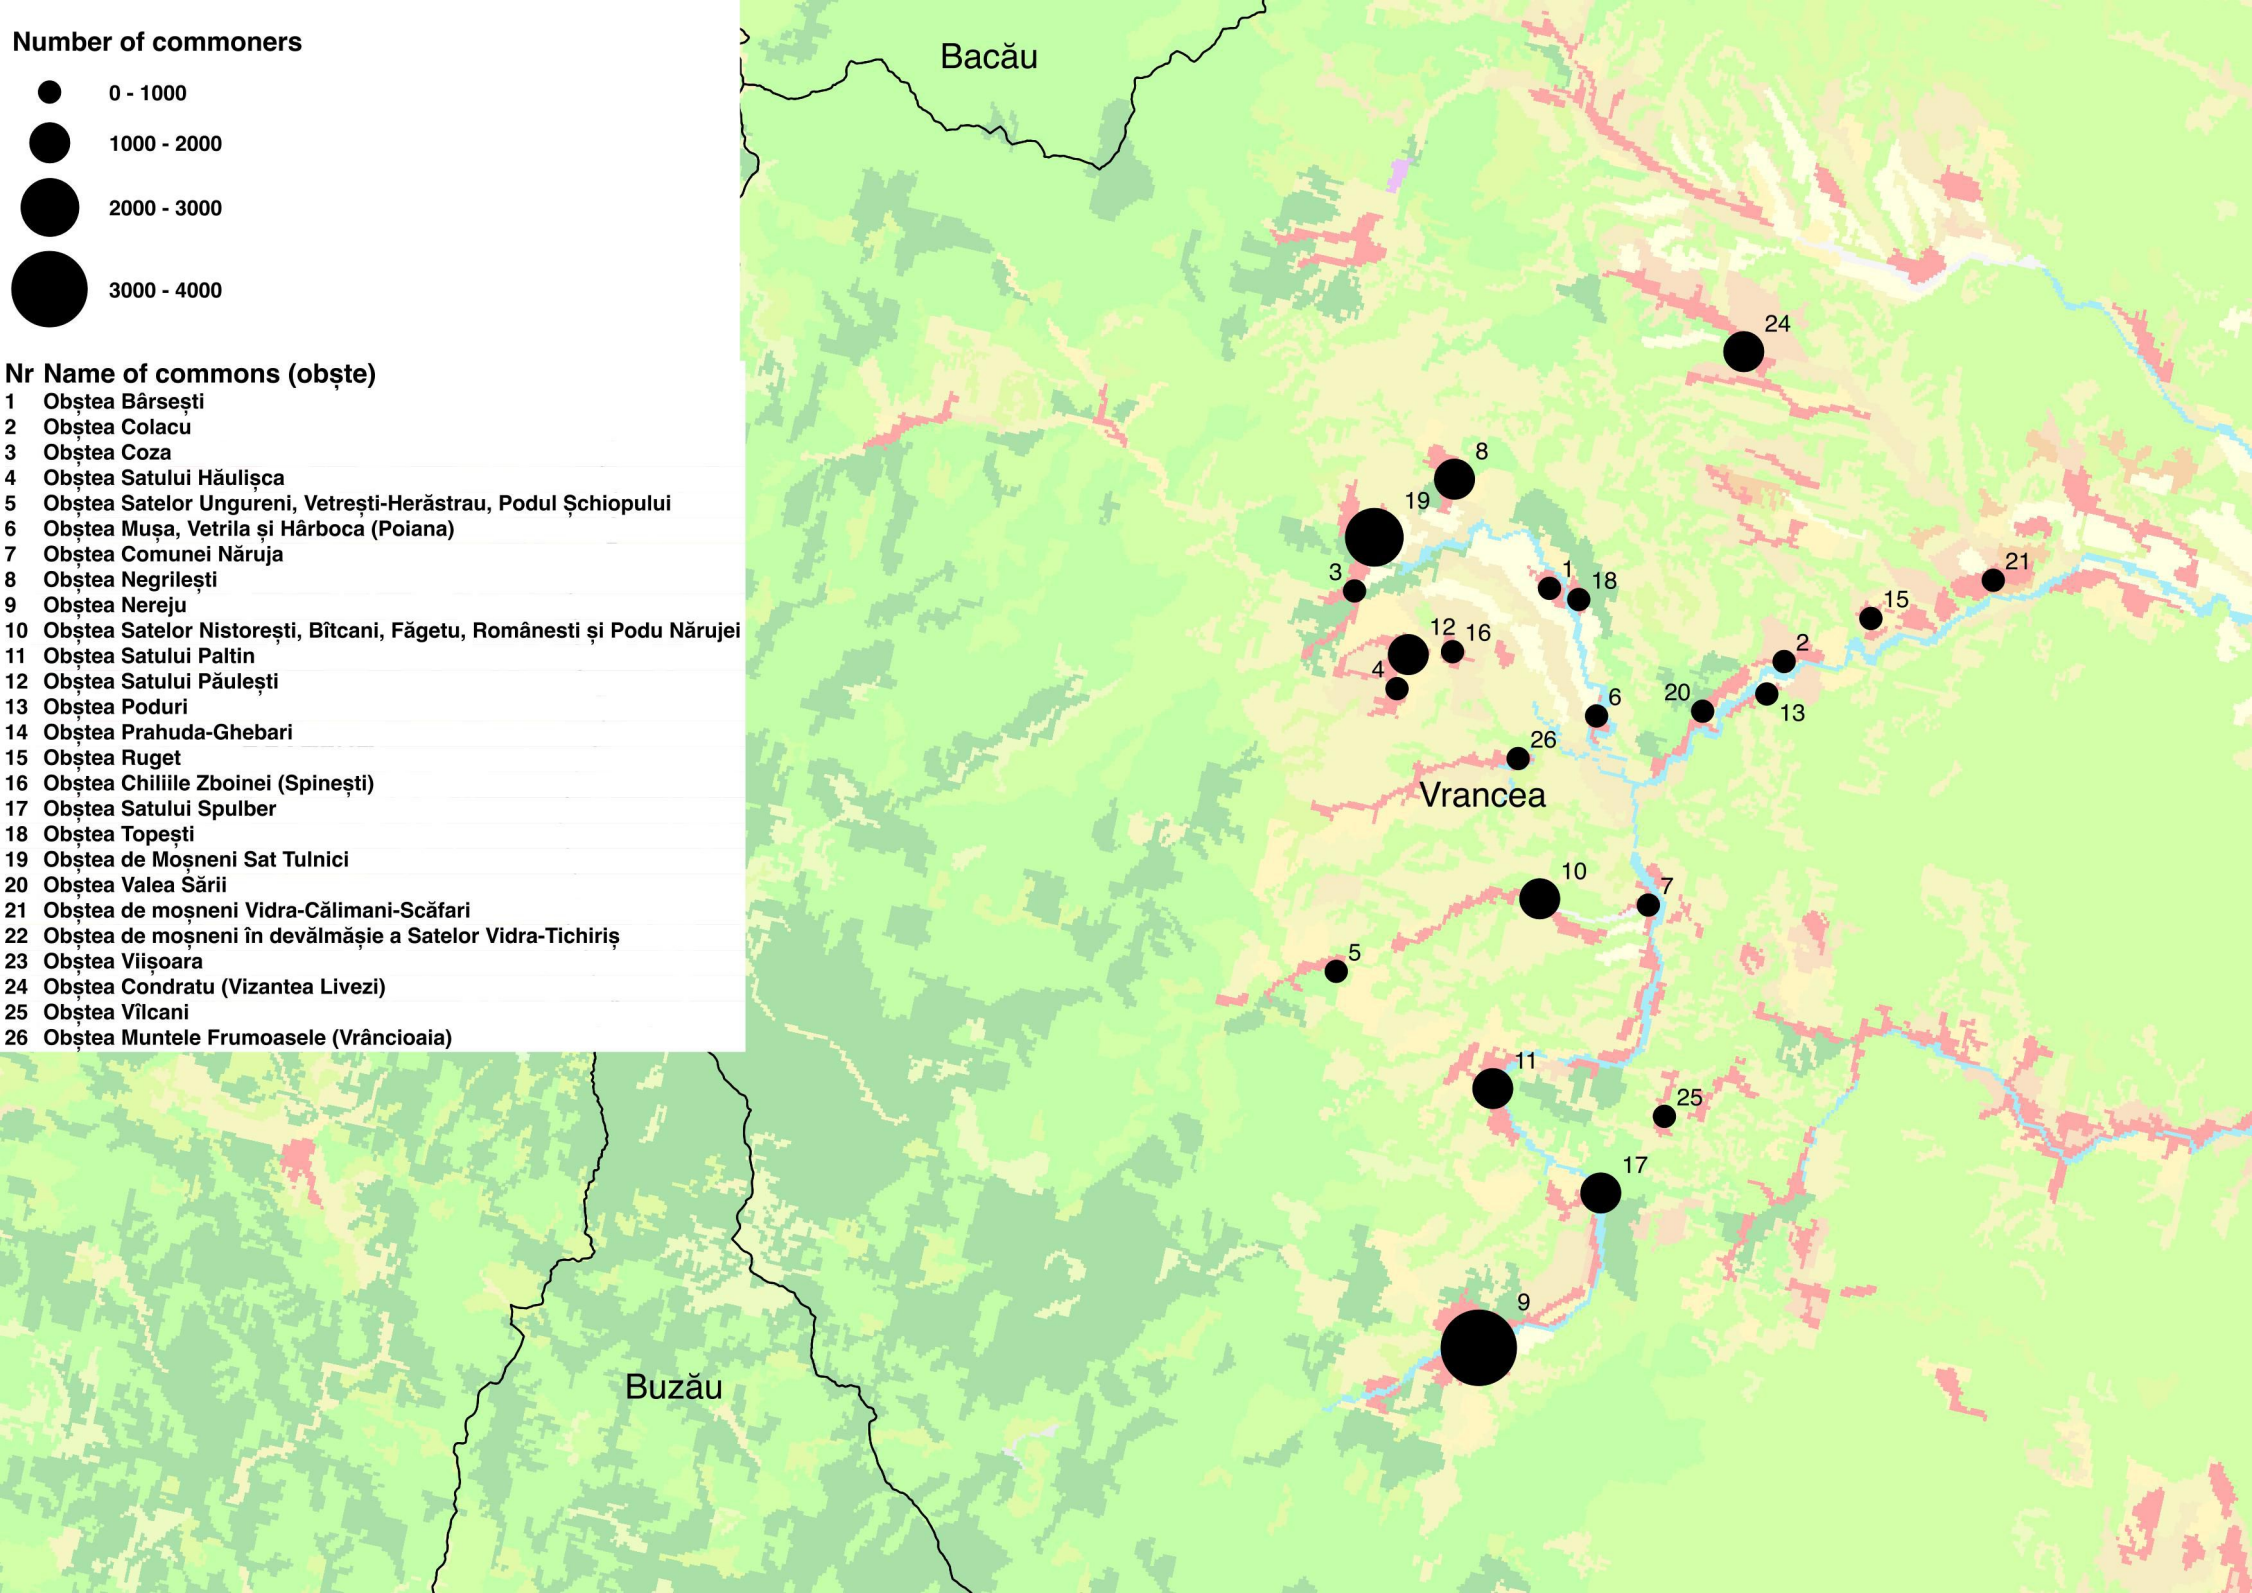 Number of commoners
0 - 1000
1000 - 2000
2000 - 3000
3000 - 4000
Nr Name of commons (obște)
1 Obștea Bârsești
2 Obștea Colacu
3 Obștea Coza
4 Obștea Satului Hăulișca
5 Obștea Satelor Ungureni, Vetrești-Herăstrau, Podul Șchiopului
6 Obștea Mușa, Vetrila și Hârboca (Poiana)
7 Obștea Comunei Năruja
8 Obștea Negrilești
9 Obștea Nereju
10 Obștea Satelor Nistorești, Bîtcani, Făgetu, Românesti și Podu Nărujei
11 Obștea Satului Paltin
12 Obștea Satului Păulești
13 Obștea Poduri
14 Obștea Prahuda-Ghebari
15 Obștea Ruget
16 Obștea Chiliile Zboinei (Spinești)
17 Obștea Satului Spulber
18 Obștea Topești
19 Obștea de Moșneni Sat Tulnici
20 Obștea Valea Sării
21 Obștea de moșneni Vidra-Călimani-Scăfari
22 Obștea de moșneni în devălmășie a Satelor Vidra-Tichiriș
23 Obștea Viișoara
24 Obștea Condratu (Vizantea Livezi)
25 Obștea Vîlcani
26 Obștea Muntele Frumoasele (Vrâncioaia)
Bacău
24
8
19
3
1
18
21
15
12
16
4
2
20
13
6
26
Vrancea
10
7
5
11
25
17
9
Buzău